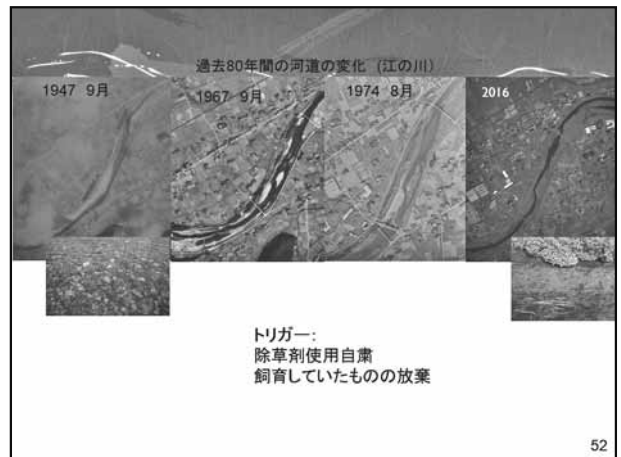 過去80年間の河道の変化 (江の川)
1947 9月
1967 9月
1974 8月
2016
トリガー:
除草剤使用自粛
飼育していたものの放棄
52